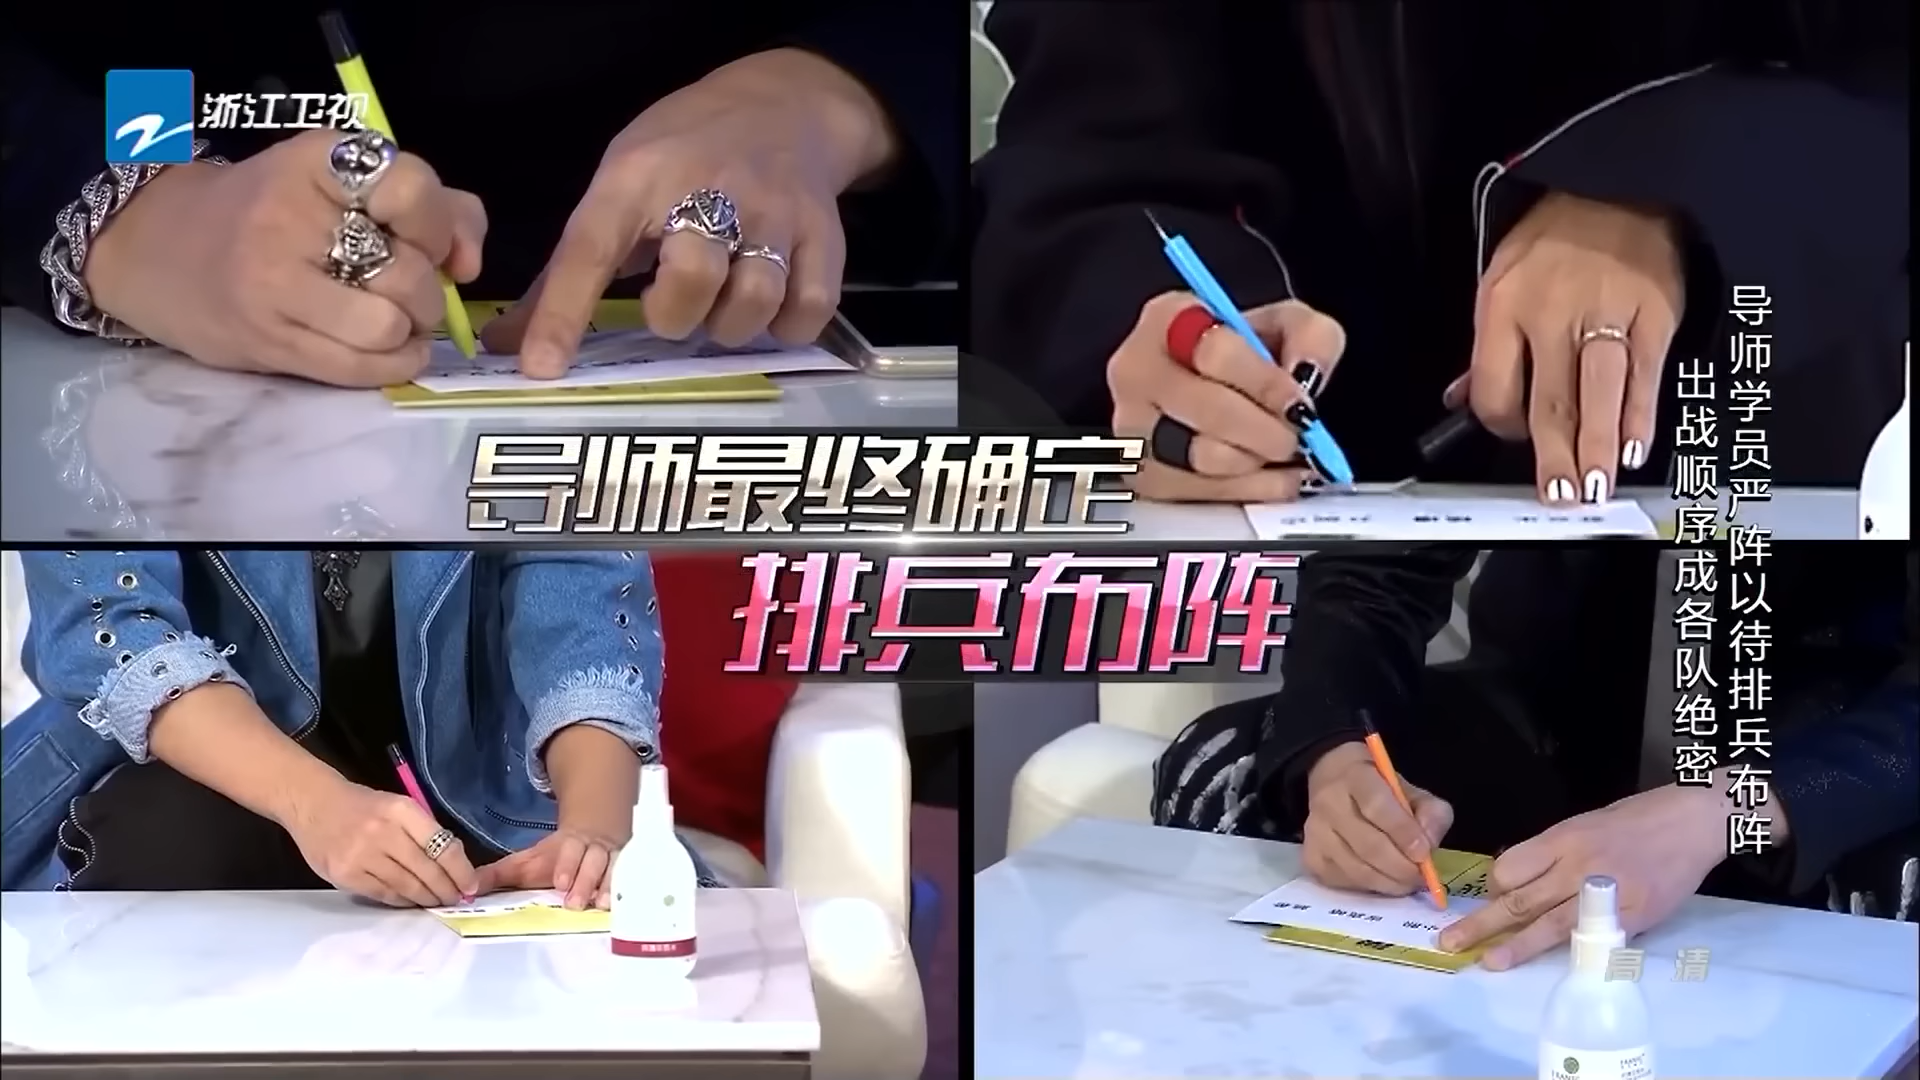 浙江卫视
导师最终确定
排兵布阵
导师学员严阵以待排兵布阵
出战顺序成各队绝密
高清